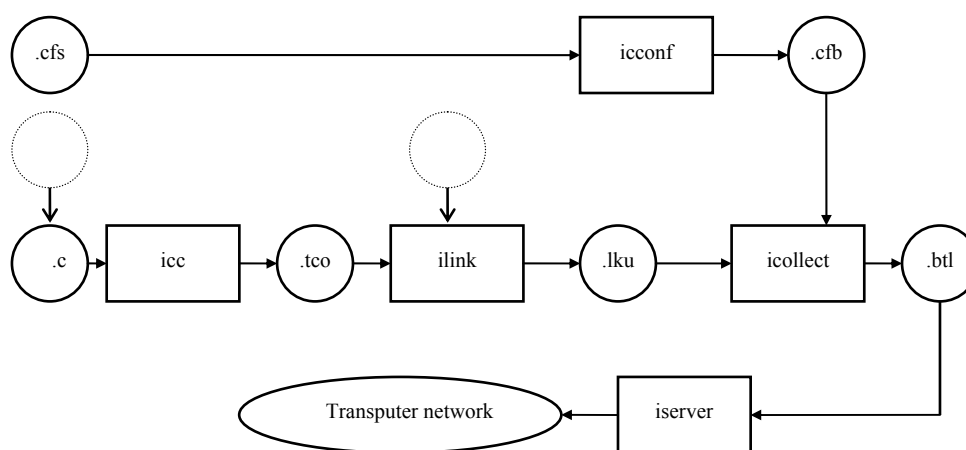 .cfs
icconf
.cfb
.c
icc
.tco
ilink
.lku
icollect
.btl
Transputer network
iserver